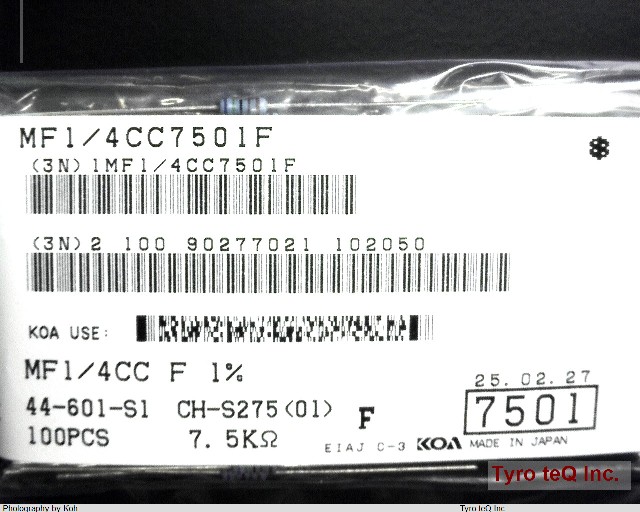 MF1/4CC7501F
*
(3N) 1MF1/4CC7501F
(3N) 2 100 90277021 102050
KOA USE:
MF1/4CC F 1%
25.02.27
44-601-S1 CH-S275(01) F
7501
100PCS 7.5KΩ
EIAJ C-3 KOA MADE IN JAPAN
Tyro teQ Inc.
Photography by Koh
Tyro teQ Inc